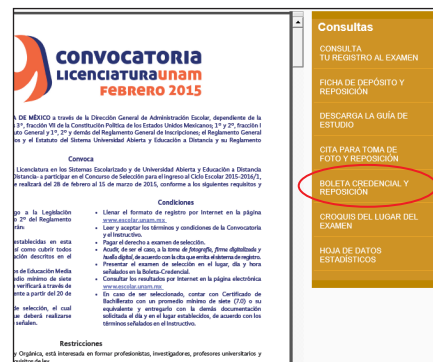 CONVOCATORIA
LICENCIATURAunam
FEBRERO 2015
A DE MÉXICO a través de la Dirección General de Administración Escolar, dependiente de la
3º, fracción VII de la Constitución Política de los Estados Unidos Mexicanos; 1º y 2º, fracción I
uto General y 1º, 2º y demás del Reglamento General de Inscripciones; el Reglamento General
os y el Estatuto del Sistema Universidad Abierta y Educación a Distancia y su Reglamento
Convoca
Licenciatura en los Sistemas Escolarizado y de Universidad Abierta y Educación a Distancia
Distancia- a participar en el Concurso de Selección para el Ingreso al Ciclo Escolar 2015-2016/1,
e realizará del 28 de febrero al 15 de marzo de 2015, conforme a los siguientes requisitos y
go a la Legislación
2º del Reglamento
rán:
establecidas en esta
al como cubrir todos
ación descritos en el
os de Educación Media
edio mínimo de siete
verificará a través de
ente a partir del 20 de
de selección, el cual
ue deberá realizarse
señalen.
Condiciones
• Llenar el formato de registro por Internet en la página
www.escolar.unam.mx
• Leer y aceptar los términos y condiciones de la Convocatoria
y el Instructivo.
• Pagar el derecho a examen de selección.
• Acudir, de ser el caso, a la toma de fotografía, firma digitalizada y
huella digital, de acuerdo con la cita que emita el sistema de registro.
• Presentar el examen de selección en el lugar, día y hora
señalados en la Boleta-Credencial.
• Consultar los resultados por Internet en la página electrónica
www.escolar.unam.mx
• En caso de ser seleccionado, contar con Certificado de
Bachillerato con un promedio mínimo de siete (7.0) o su
equivalente y entregarlo con la demás documentación
solicitada el día y en el lugar establecidos, de acuerdo con los
términos señalados en el Instructivo.
Restricciones
y Orgánica, está interesada en formar profesionistas, investigadores, profesores universitarios y
quisitos de ley.
Consultas
CONSULTA
TU REGISTRO AL EXAMEN
FICHA DE DEPÓSITO Y
REPOSICIÓN
DESCARGA LA GUÍA DE
ESTUDIO
CITA PARA TOMA DE
FOTO Y REPOSICIÓN
BOLETA CREDENCIAL Y
REPOSICIÓN
CROQUIS DEL LUGAR DEL
EXAMEN
HOJA DE DATOS
ESTADÍSTICOS